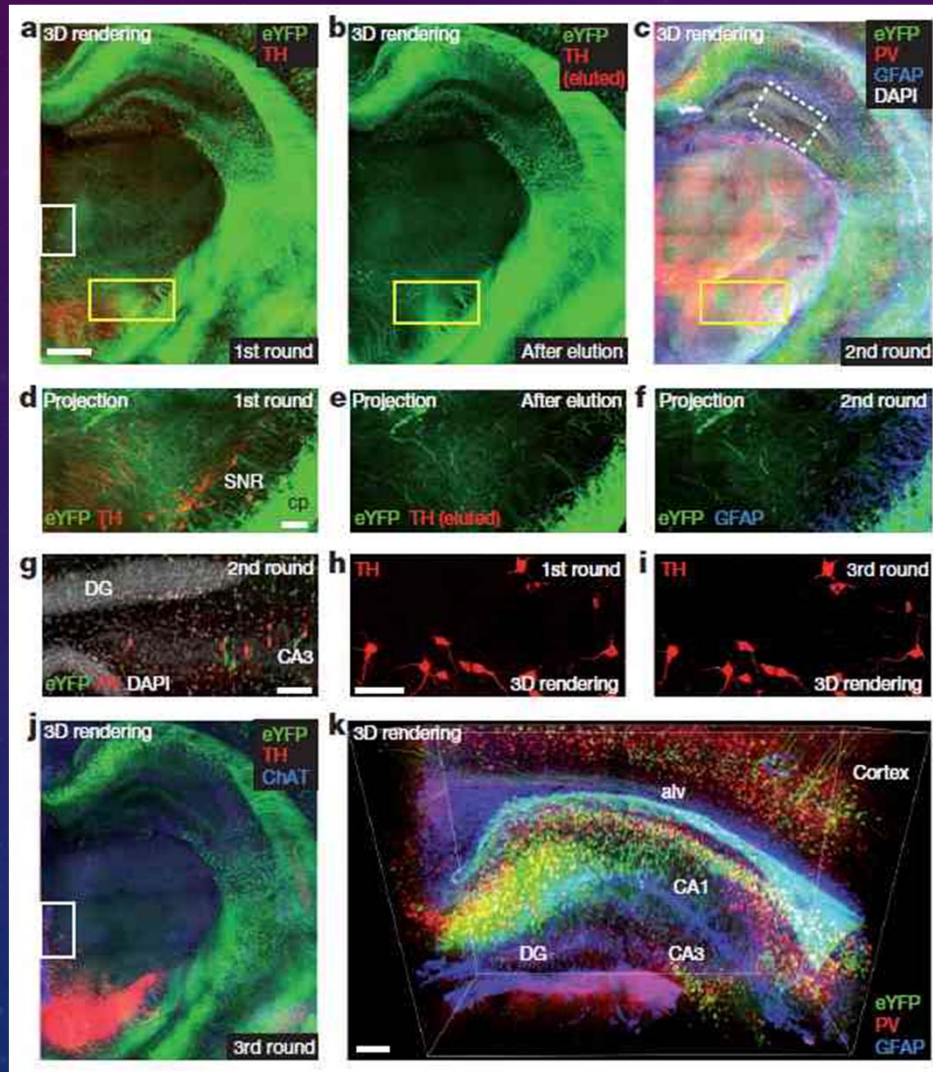 a 3D rendering eYFP
TH
1st round
b 3D rendering eYFP
TH
(eluted)
After elution
c 3D rendering eYFP
PV
GFAP
DAPI
2nd round
d Projection 1st round
SNR
cp
eYFP TH
e Projection After elution
eYFP TH (eluted)
f Projection 2nd round
eYFP GFAP
g 2nd round
DG
CA3
eYFP DAPI
h TH 1st round
3D rendering
i TH 3rd round
3D rendering
j 3D rendering eYFP
TH
ChAT
3rd round
k 3D rendering
Cortex
alv
CA1
DG CA3
eYFP
PV
GFAP